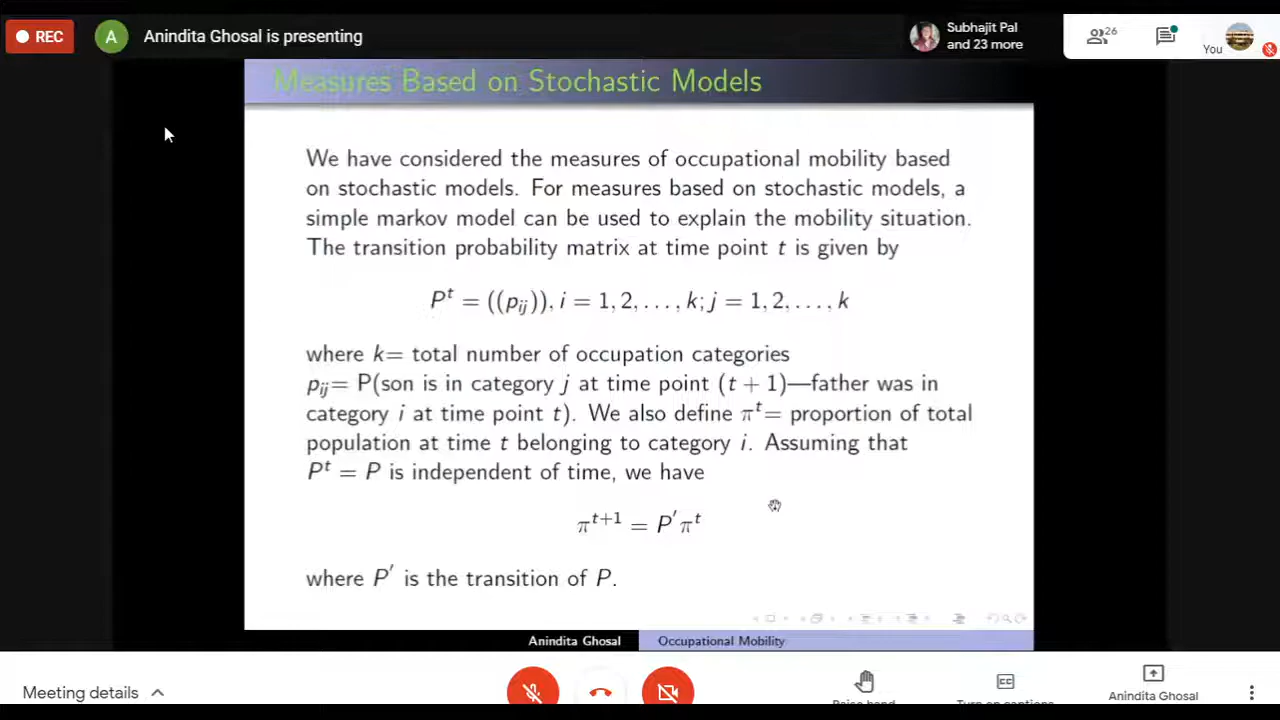 REC
A
Anindita Ghosal is presenting
Subhajit Pal
and 23 more
26
You
Measures Based on Stochastic Models
We have considered the measures of occupational mobility based
on stochastic models. For measures based on stochastic models, a
simple markov model can be used to explain the mobility situation.
The transition probability matrix at time point t is given by
P^t = ((p_ij)), i = 1, 2, . . . , k; j = 1, 2, . . . , k
where k= total number of occupation categories
p_ij= P(son is in category j at time point (t + 1)—father was in
category i at time point t). We also define π^t= proportion of total
population at time t belonging to category i. Assuming that
P^t = P is independent of time, we have
π^{t+1} = P′π^t
where P′ is the transition of P.
Anindita Ghosal
Occupational Mobility
Meeting details
Raise hand
CC
Turn on captions
Anindita Ghosal